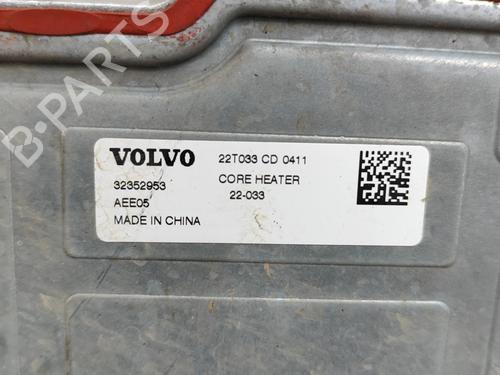 B-PARTS
VOLVO 22T033 CD 0411
32352953 CORE HEATER
AEE05 22-033
MADE IN CHINA